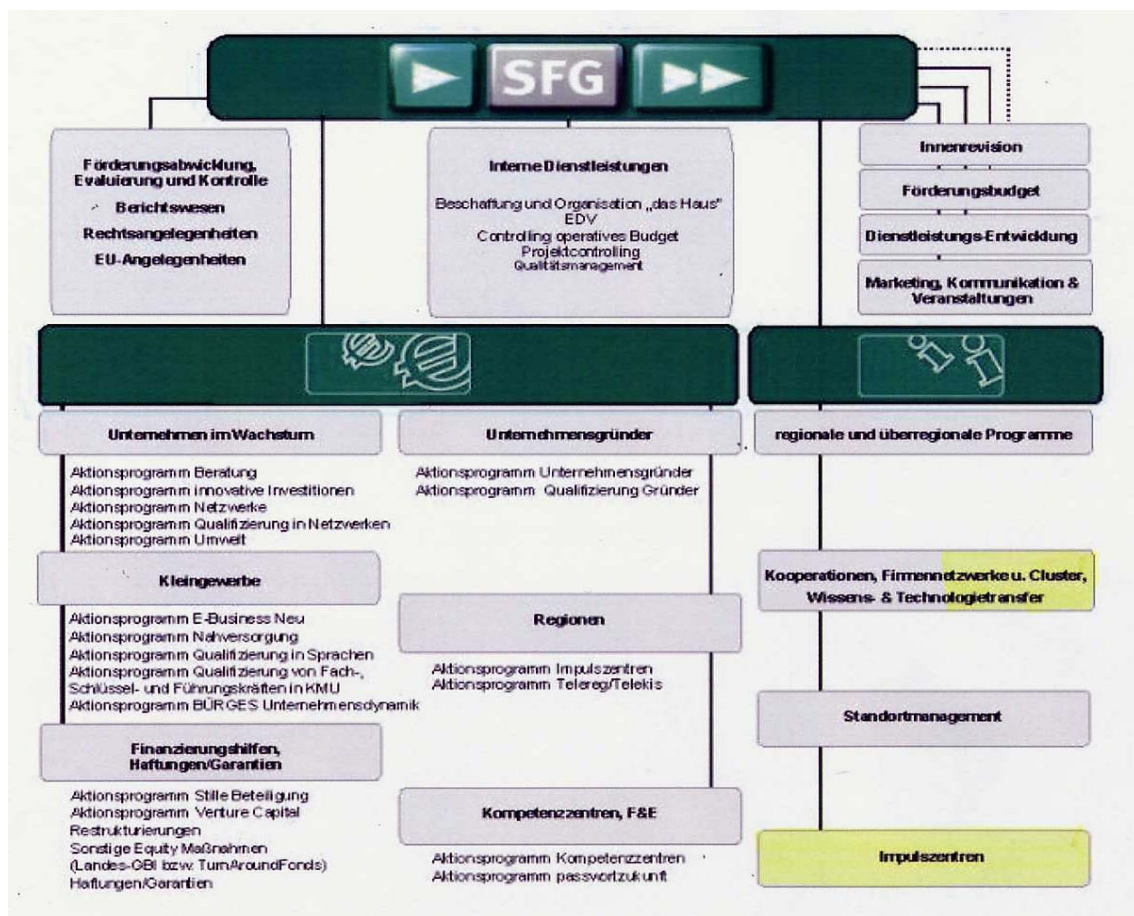 SFG
Förderungsabwicklung,
Evaluierung und Kontrolle
Berichtswesen
Rechtsangelegenheiten
EU-Angelegenheiten
Interne Dienstleistungen
Beschaffung und Organisation „das Haus"
EDV
Controlling operatives Budget
Projektcontrolling
Qualitätsmanagement
Innenrevision
Förderungsbudget
Dienstleistungs-Entwicklung
Marketing, Kommunikation &
Veranstaltungen
Unternehmen im Wachstum
Aktionsprogramm Beratung
Aktionsprogramm innovative Investitionen
Aktionsprogramm Netzwerke
Aktionsprogramm Qualifizierung in Netzwerken
Aktionsprogramm Umwelt
Kleingewerbe
Aktionsprogramm E-Business Neu
Aktionsprogramm Nahversorgung
Aktionsprogramm Qualifizierung in Sprachen
Aktionsprogramm Qualifizierung von Fach-,
Schlüssel- und Führungskräften in KMU
Aktionsprogramm BÜRGES Unternehmensdynamik
Finanzierungshilfen,
Haftungen/Garantien
Aktionsprogramm Stille Beteiligung
Aktionsprogramm Venture Capital
Restrukturierungen
Sonstige Equity Maßnahmen
(Landes-GBI bzw. TurnAroundFonds)
Haftungen/Garantien
Unternehmensgründer
Aktionsprogramm Unternehmensgründer
Aktionsprogramm Qualifizierung Gründer
Regionen
Aktionsprogramm Impulszentren
Aktionsprogramm Telereg/Telekis
Kompetenzzentren, F&E
Aktionsprogramm Kompetenzzentren
Aktionsprogramm passwortzukunft
regionale und überregionale Programme
Kooperationen, Firmennetzwerke u. Cluster,
Wissens- & Technologietransfer
Standortmanagement
Impulszentren